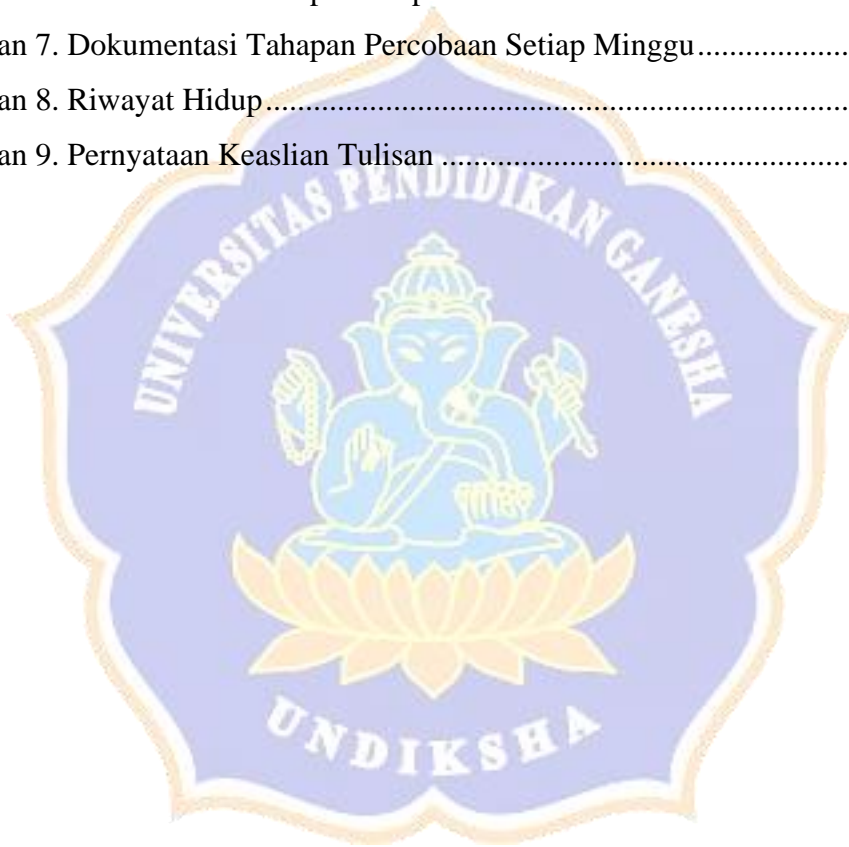 an 7. Dokumentasi Tahapan Percobaan Setiap Minggu
an 8. Riwayat Hidup
an 9. Pernyataan Keaslian Tulisan
UNIVERSITAS PENDIDIKAN GANESHA
UNDIKSHA